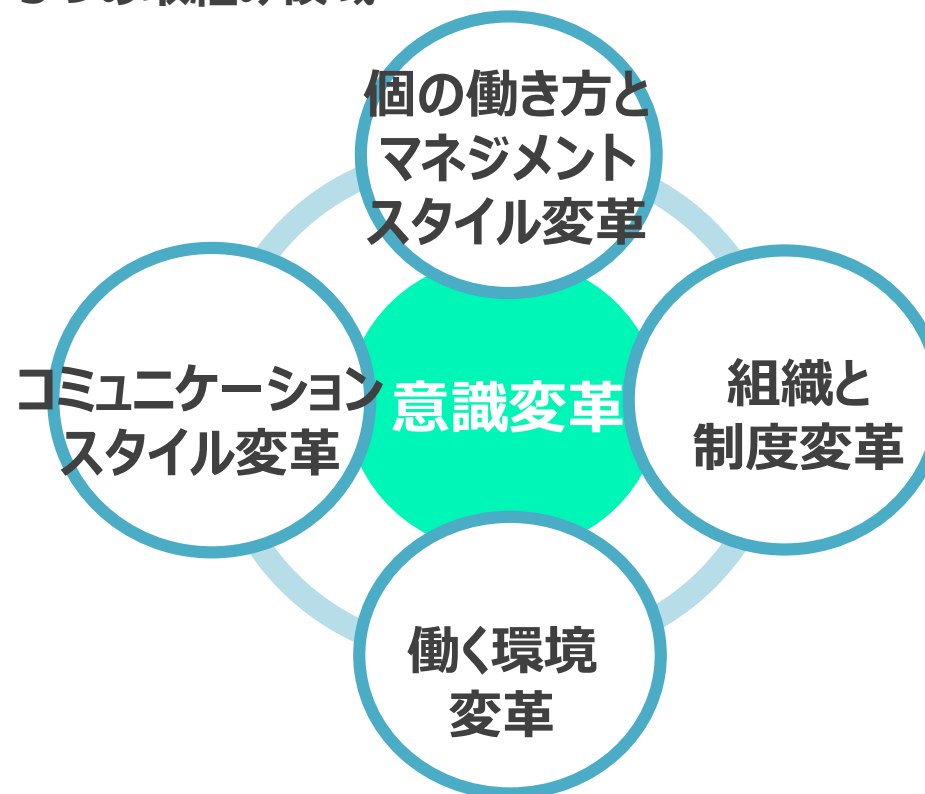 個の働き方と
マネジメント
スタイル変革
コミュニケーション
スタイル変革
意識変革
組織と
制度変革
働く環境
変革